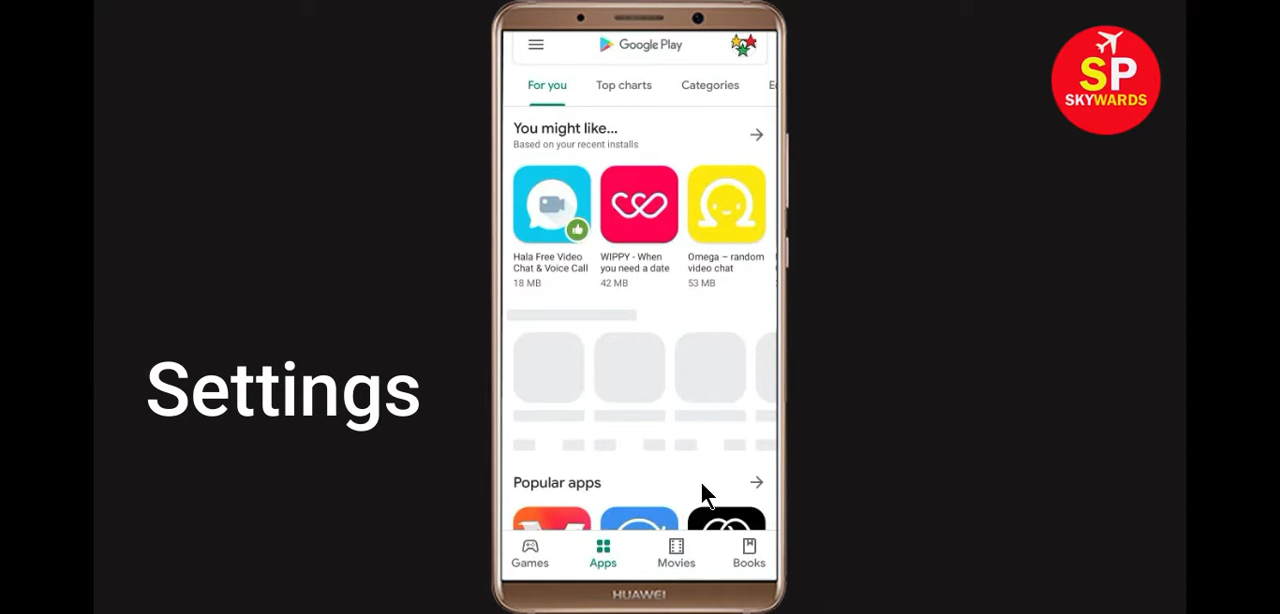 Google Play
For you Top charts Categories E
You might like...
Based on your recent installs
Hala Free Video Chat & Voice Call
18 MB
WIPPY - When you need a date
42 MB
Omega – random video chat
53 MB
Popular apps
Games Apps Movies Books
HUAWEI
Settings
SP
SKYWARDS